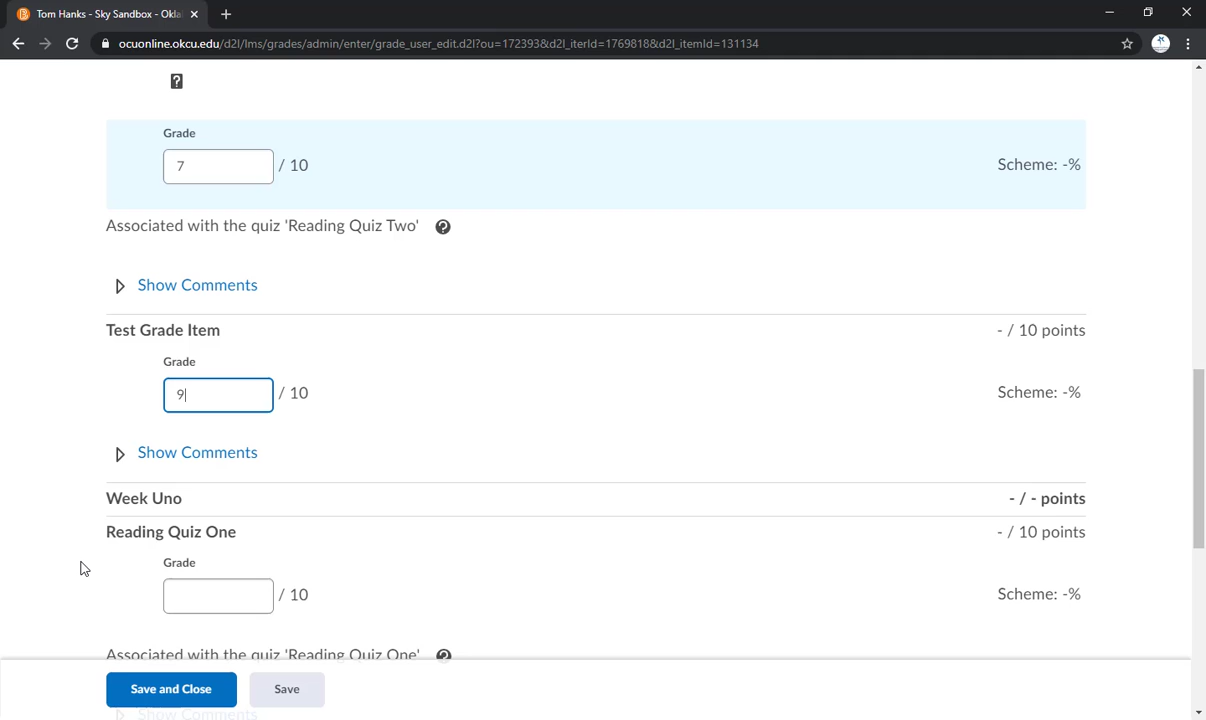 Tom Hanks - Sky Sandbox - Okla
ocuonline.okcu.edu/d2l/lms/grades/admin/enter/grade_user_edit.d2l?ou=172393&d2l_iterId=1769818&d2l_itemId=131134
?
Grade
7 / 10 Scheme: -%
Associated with the quiz 'Reading Quiz Two' ?
Show Comments
Test Grade Item - / 10 points
Grade
9 / 10 Scheme: -%
Show Comments
Week Uno - / - points
Reading Quiz One - / 10 points
Grade
/ 10 Scheme: -%
Associated with the quiz 'Reading Quiz One' ?
Save and Close Save
Show Comments